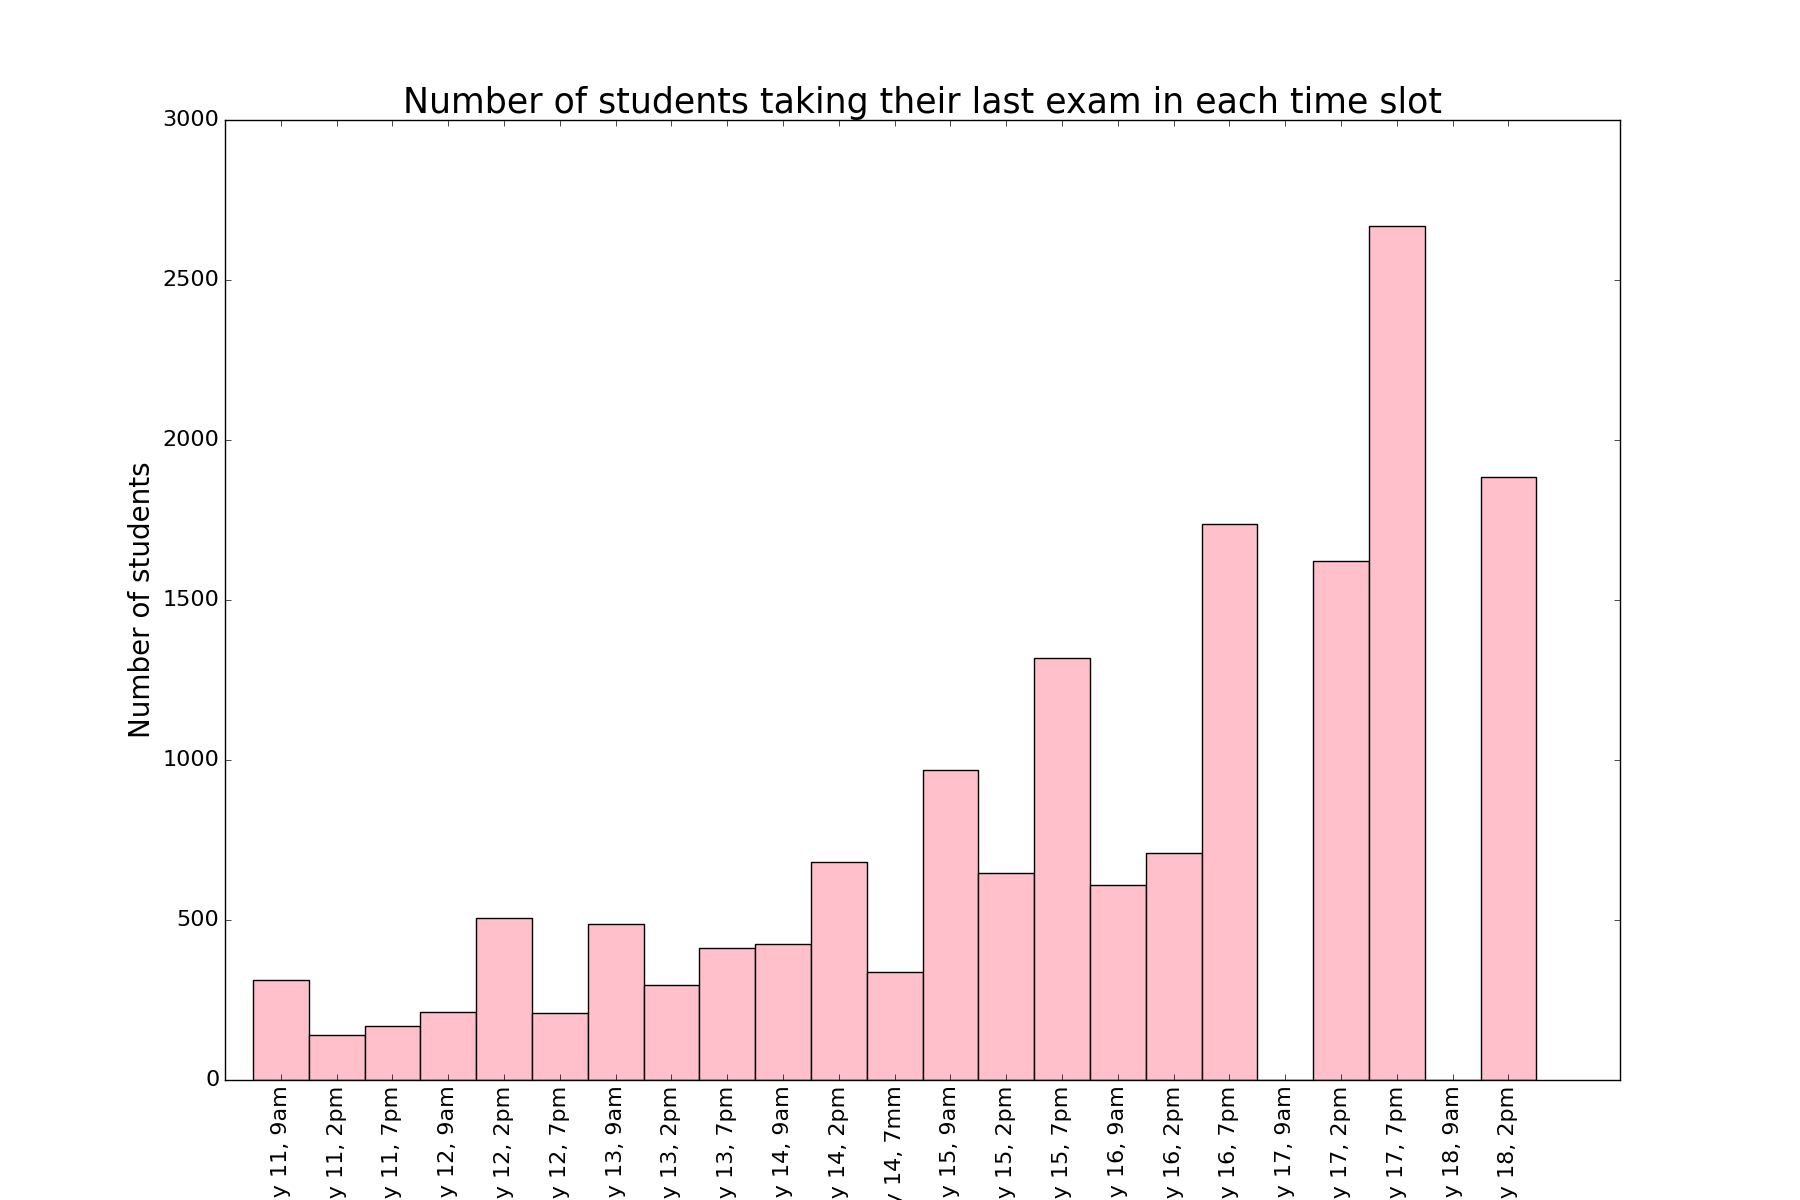 Number of students taking their last exam in each time slot
Number of students
3000
2500
2000
1500
1000
500
0
y 11, 9am
y 11, 2pm
y 11, 7pm
y 12, 9am
y 12, 2pm
y 12, 7pm
y 13, 9am
y 13, 2pm
y 13, 7pm
y 14, 9am
y 14, 2pm
y 14, 7mm
y 15, 9am
y 15, 2pm
y 15, 7pm
y 16, 9am
y 16, 2pm
y 16, 7pm
y 17, 9am
y 17, 2pm
y 17, 7pm
y 18, 9am
y 18, 2pm